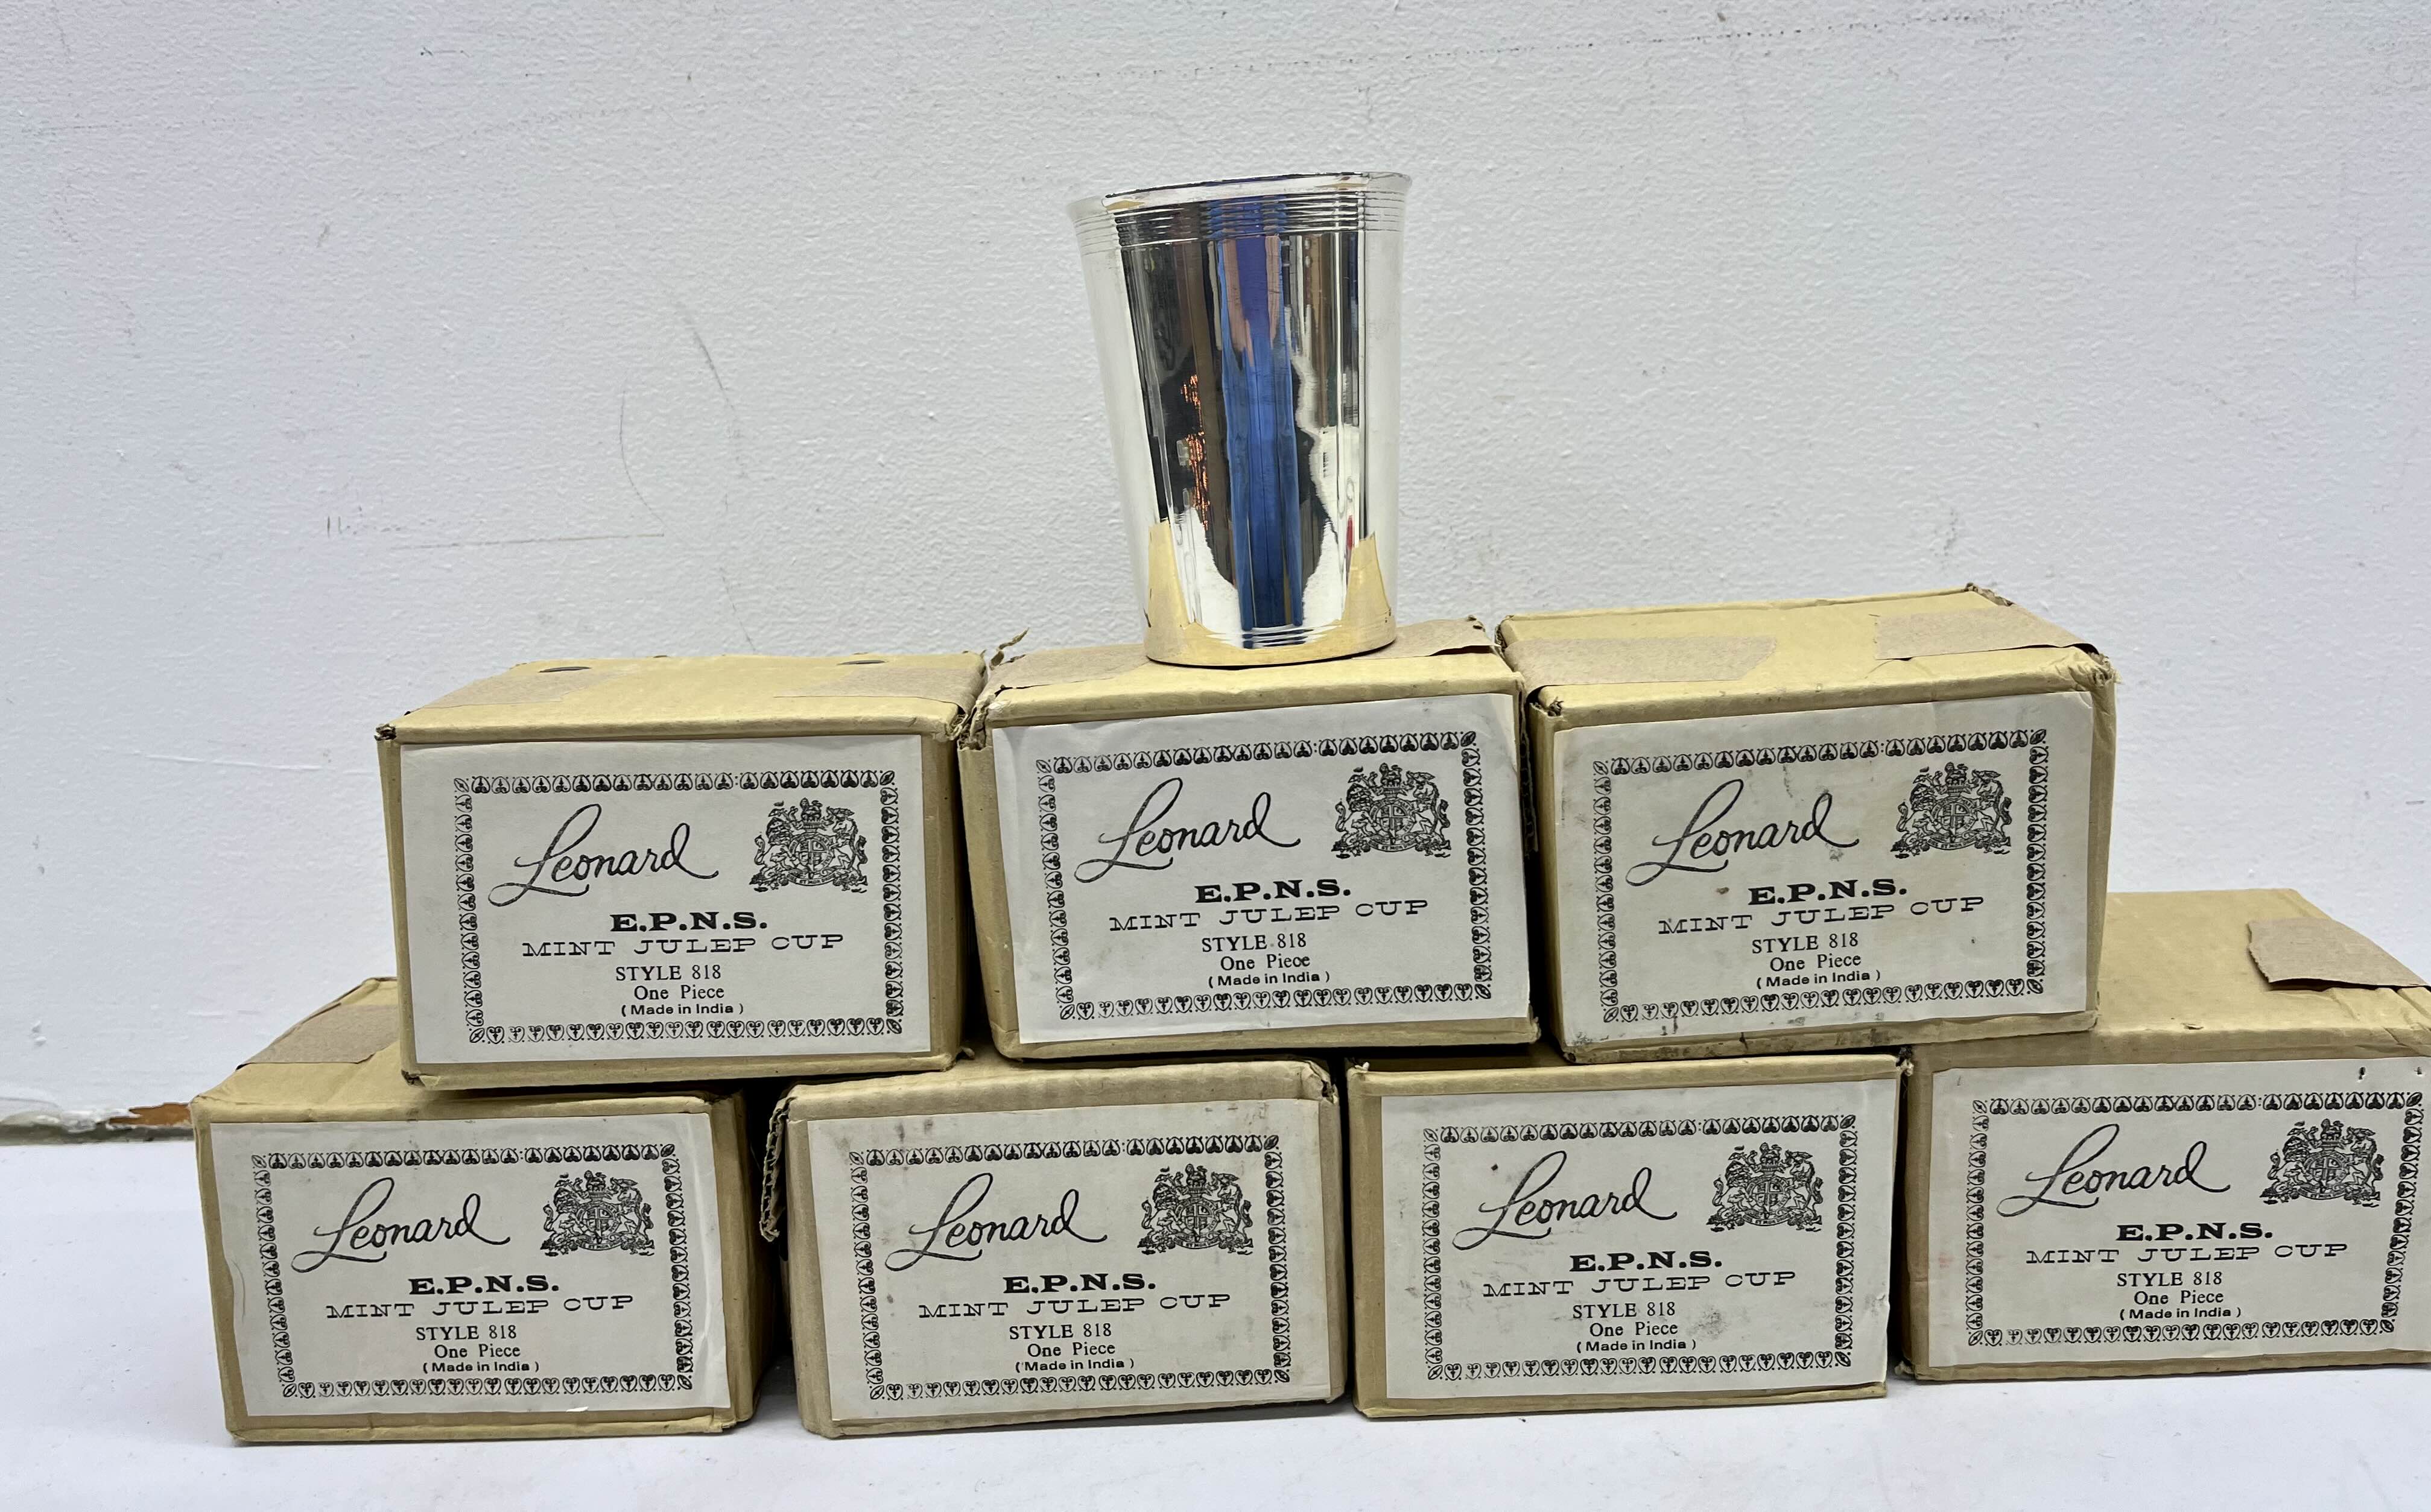 Leonard
E.P.N.S.
MINT JULEP CUP
STYLE 818
One Piece
(Made in India)
Leonard
E.P.N.S.
MINT JULEP CUP
STYLE 818
One Piece
(Made in India)
Leonard
E.P.N.S.
MINT JULEP CUP
STYLE 818
One Piece
(Made in India)
Leonard
E.P.N.S.
MINT JULEP CUP
STYLE 818
One Piece
(Made in India)
Leonard
E.P.N.S.
MINT JULEP CUP
STYLE 818
One Piece
(Made in India)
Leonard
E.P.N.S.
MINT JULEP CUP
STYLE 818
One Piece
(Made in India)
Leonard
E.P.N.S.
MINT JULEP CUP
STYLE 818
One Piece
(Made in India)